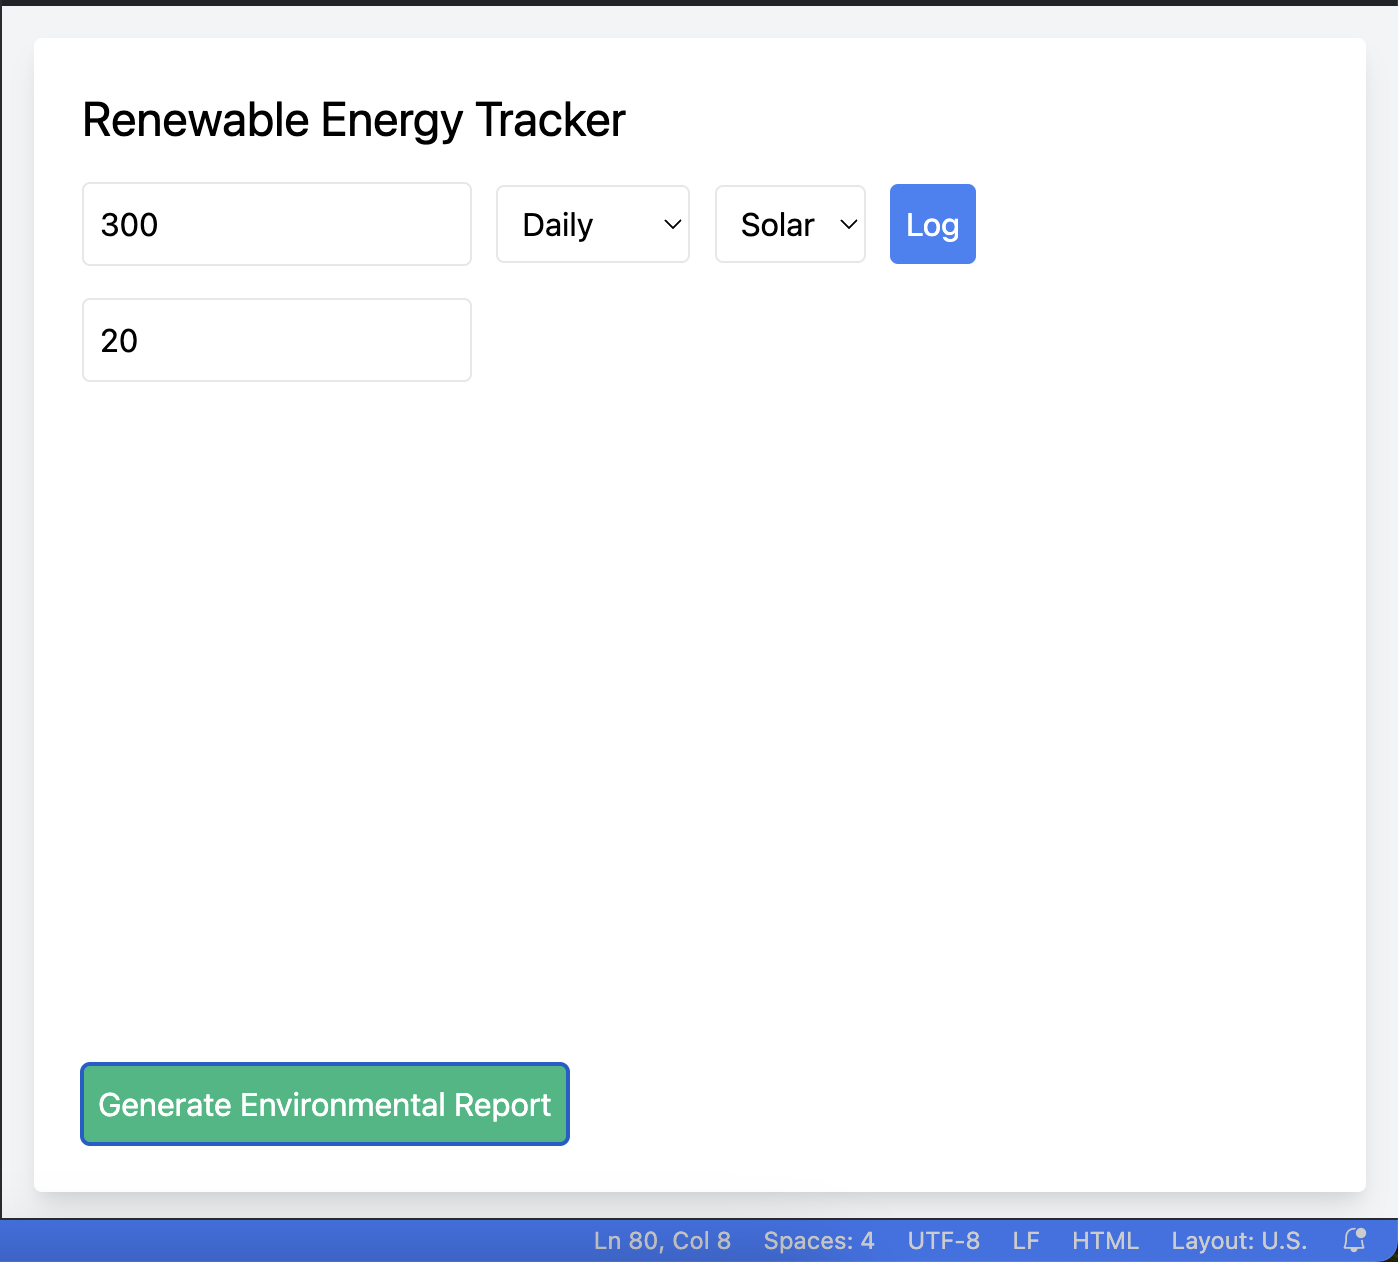 Renewable Energy Tracker
300 Daily Solar Log
20
Generate Environmental Report
Ln 80, Col 8 Spaces: 4 UTF-8 LF HTML Layout: U.S.